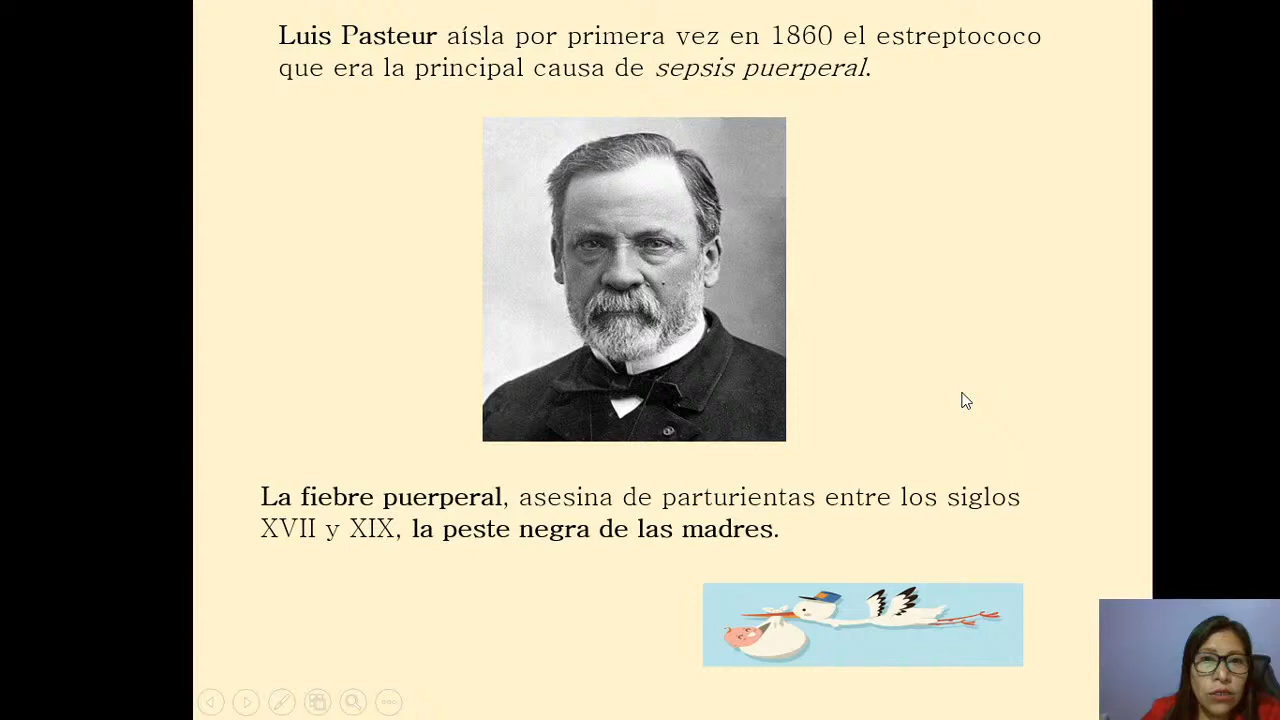 Luis Pasteur aísla por primera vez en 1860 el estreptococo
que era la principal causa de sepsis puerperal.
La fiebre puerperal, asesina de parturientas entre los siglos
XVII y XIX, la peste negra de las madres.